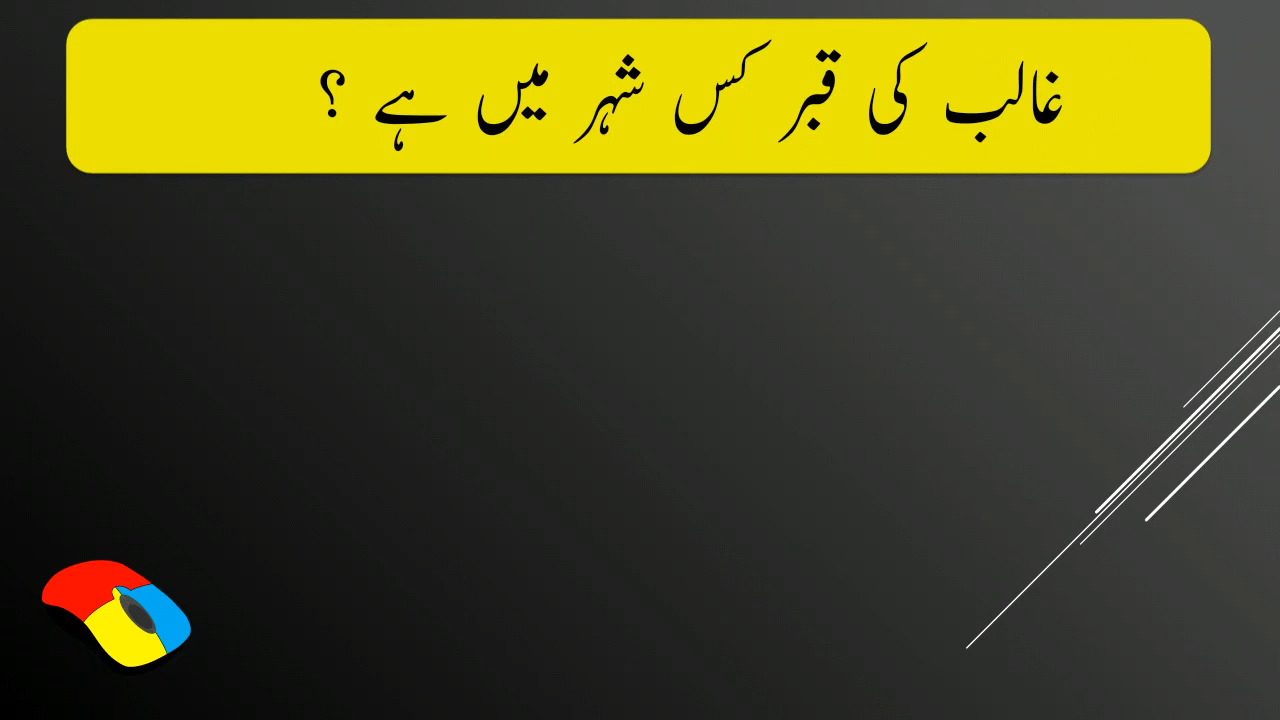 غالب کی قبر کس شہر میں ہے ؟